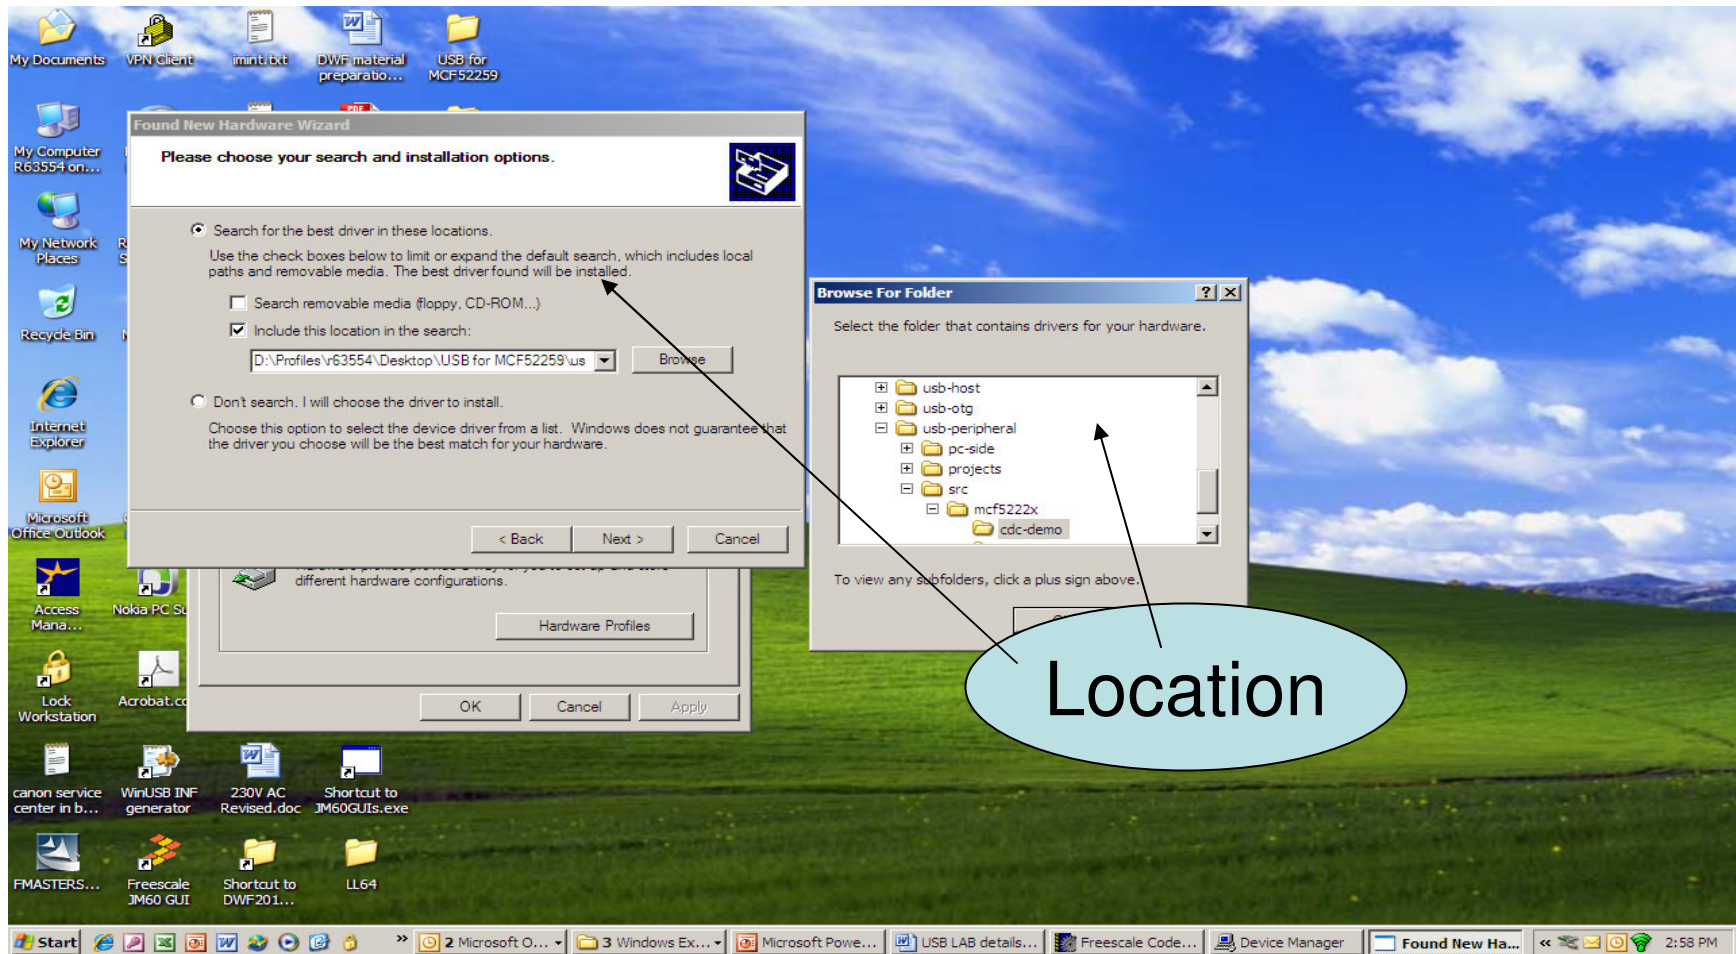 My Documents
VPN Client
imint.txt
DWF material
preparatio...
USB for
MCF52259
My Computer
R63554 on...
My Network
Places
Recycle Bin
Internet
Explorer
Microsoft
Office Outlook
Access
Mana...
Nokia PC Su
Lock
Workstation
Acrobat.co
canon service
center in b...
WinUSB INF
generator
230V AC
Revised.doc
Shortcut to
JM60GUIs.exe
FMASTERS...
Freescale
JM60 GUI
Shortcut to
DWF201...
LL64
Found New Hardware Wizard
Please choose your search and installation options.
Search for the best driver in these locations.
Use the check boxes below to limit or expand the default search, which includes local
paths and removable media. The best driver found will be installed.
Search removable media (floppy, CD-ROM...)
Include this location in the search:
D:\Profiles\r63554\Desktop\USB for MCF52259\us
Browse
Don't search. I will choose the driver to install.
Choose this option to select the device driver from a list. Windows does not guarantee that
the driver you choose will be the best match for your hardware.
< Back
Next >
Cancel
different hardware configurations.
Hardware Profiles
OK
Cancel
Apply
Browse For Folder
Select the folder that contains drivers for your hardware.
usb-host
usb-otg
usb-peripheral
pc-side
projects
src
mcf5222x
cdc-demo
To view any subfolders, click a plus sign above.
Location
Start
2 Microsoft O...
3 Windows Ex...
Microsoft Powe...
USB LAB details...
Freescale Code...
Device Manager
Found New Ha...
2:58 PM